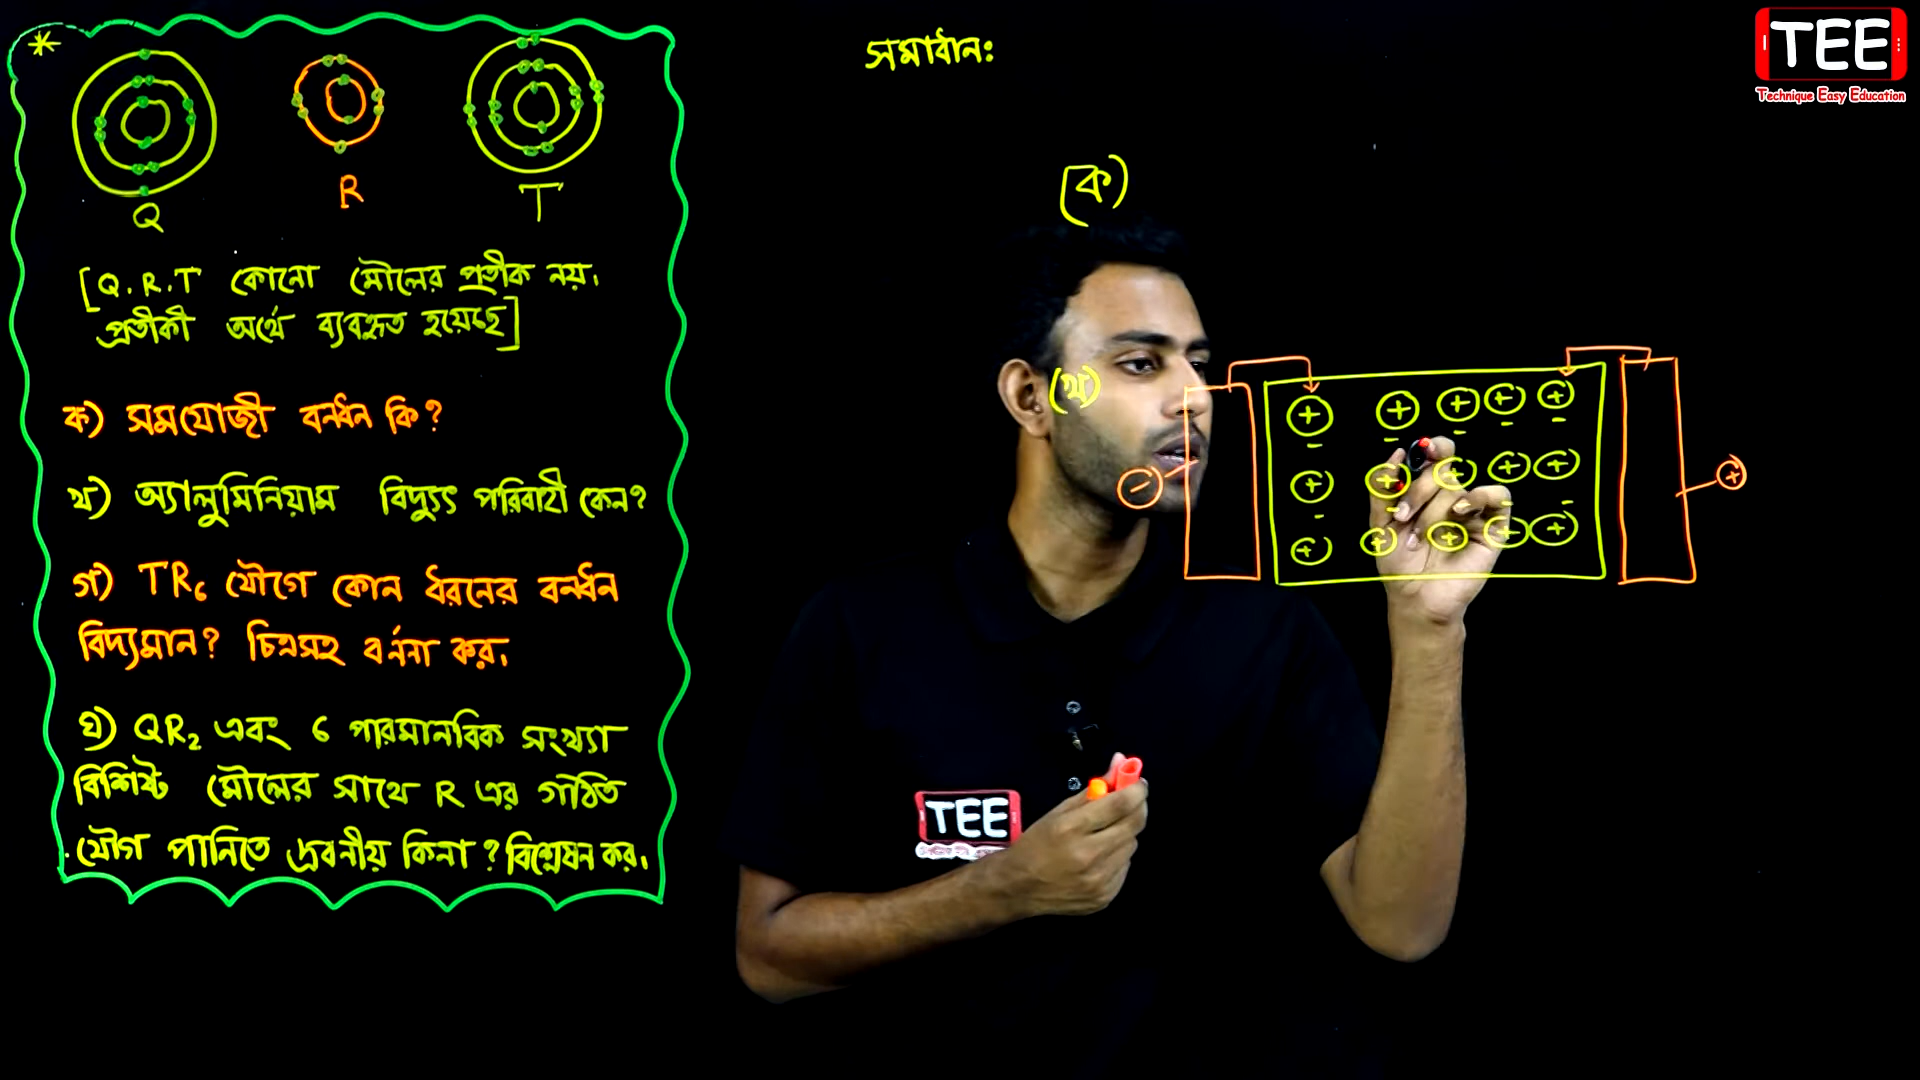 *
Q
R
T
[Q.R.T কোনো মৌলের প্রতীক নয়।
প্রতীকী অর্থে ব্যবহৃত হয়েছে]
ক) সমযোজী বন্ধন কি?
খ) অ্যালুমিনিয়াম বিদ্যুৎ পরিবাহী কেন?
গ) TR₆ যৌগে কোন ধরনের বন্ধন
বিদ্যমান? চিত্রসহ বর্ননা কর।
ঘ) QR₂ এবং 6 পারমানবিক সংখ্যা
বিশিষ্ট মৌলের সাথে R এর গঠিত
যৌগ পানিতে দ্রবনীয় কিনা? বিশ্লেষন কর।
সমাধান:
(ক)
(খ)
- + + + + + +
- - - - -
+ + + + +
- - - -
+ + + + +
TEE
TEE
Technique Easy Education